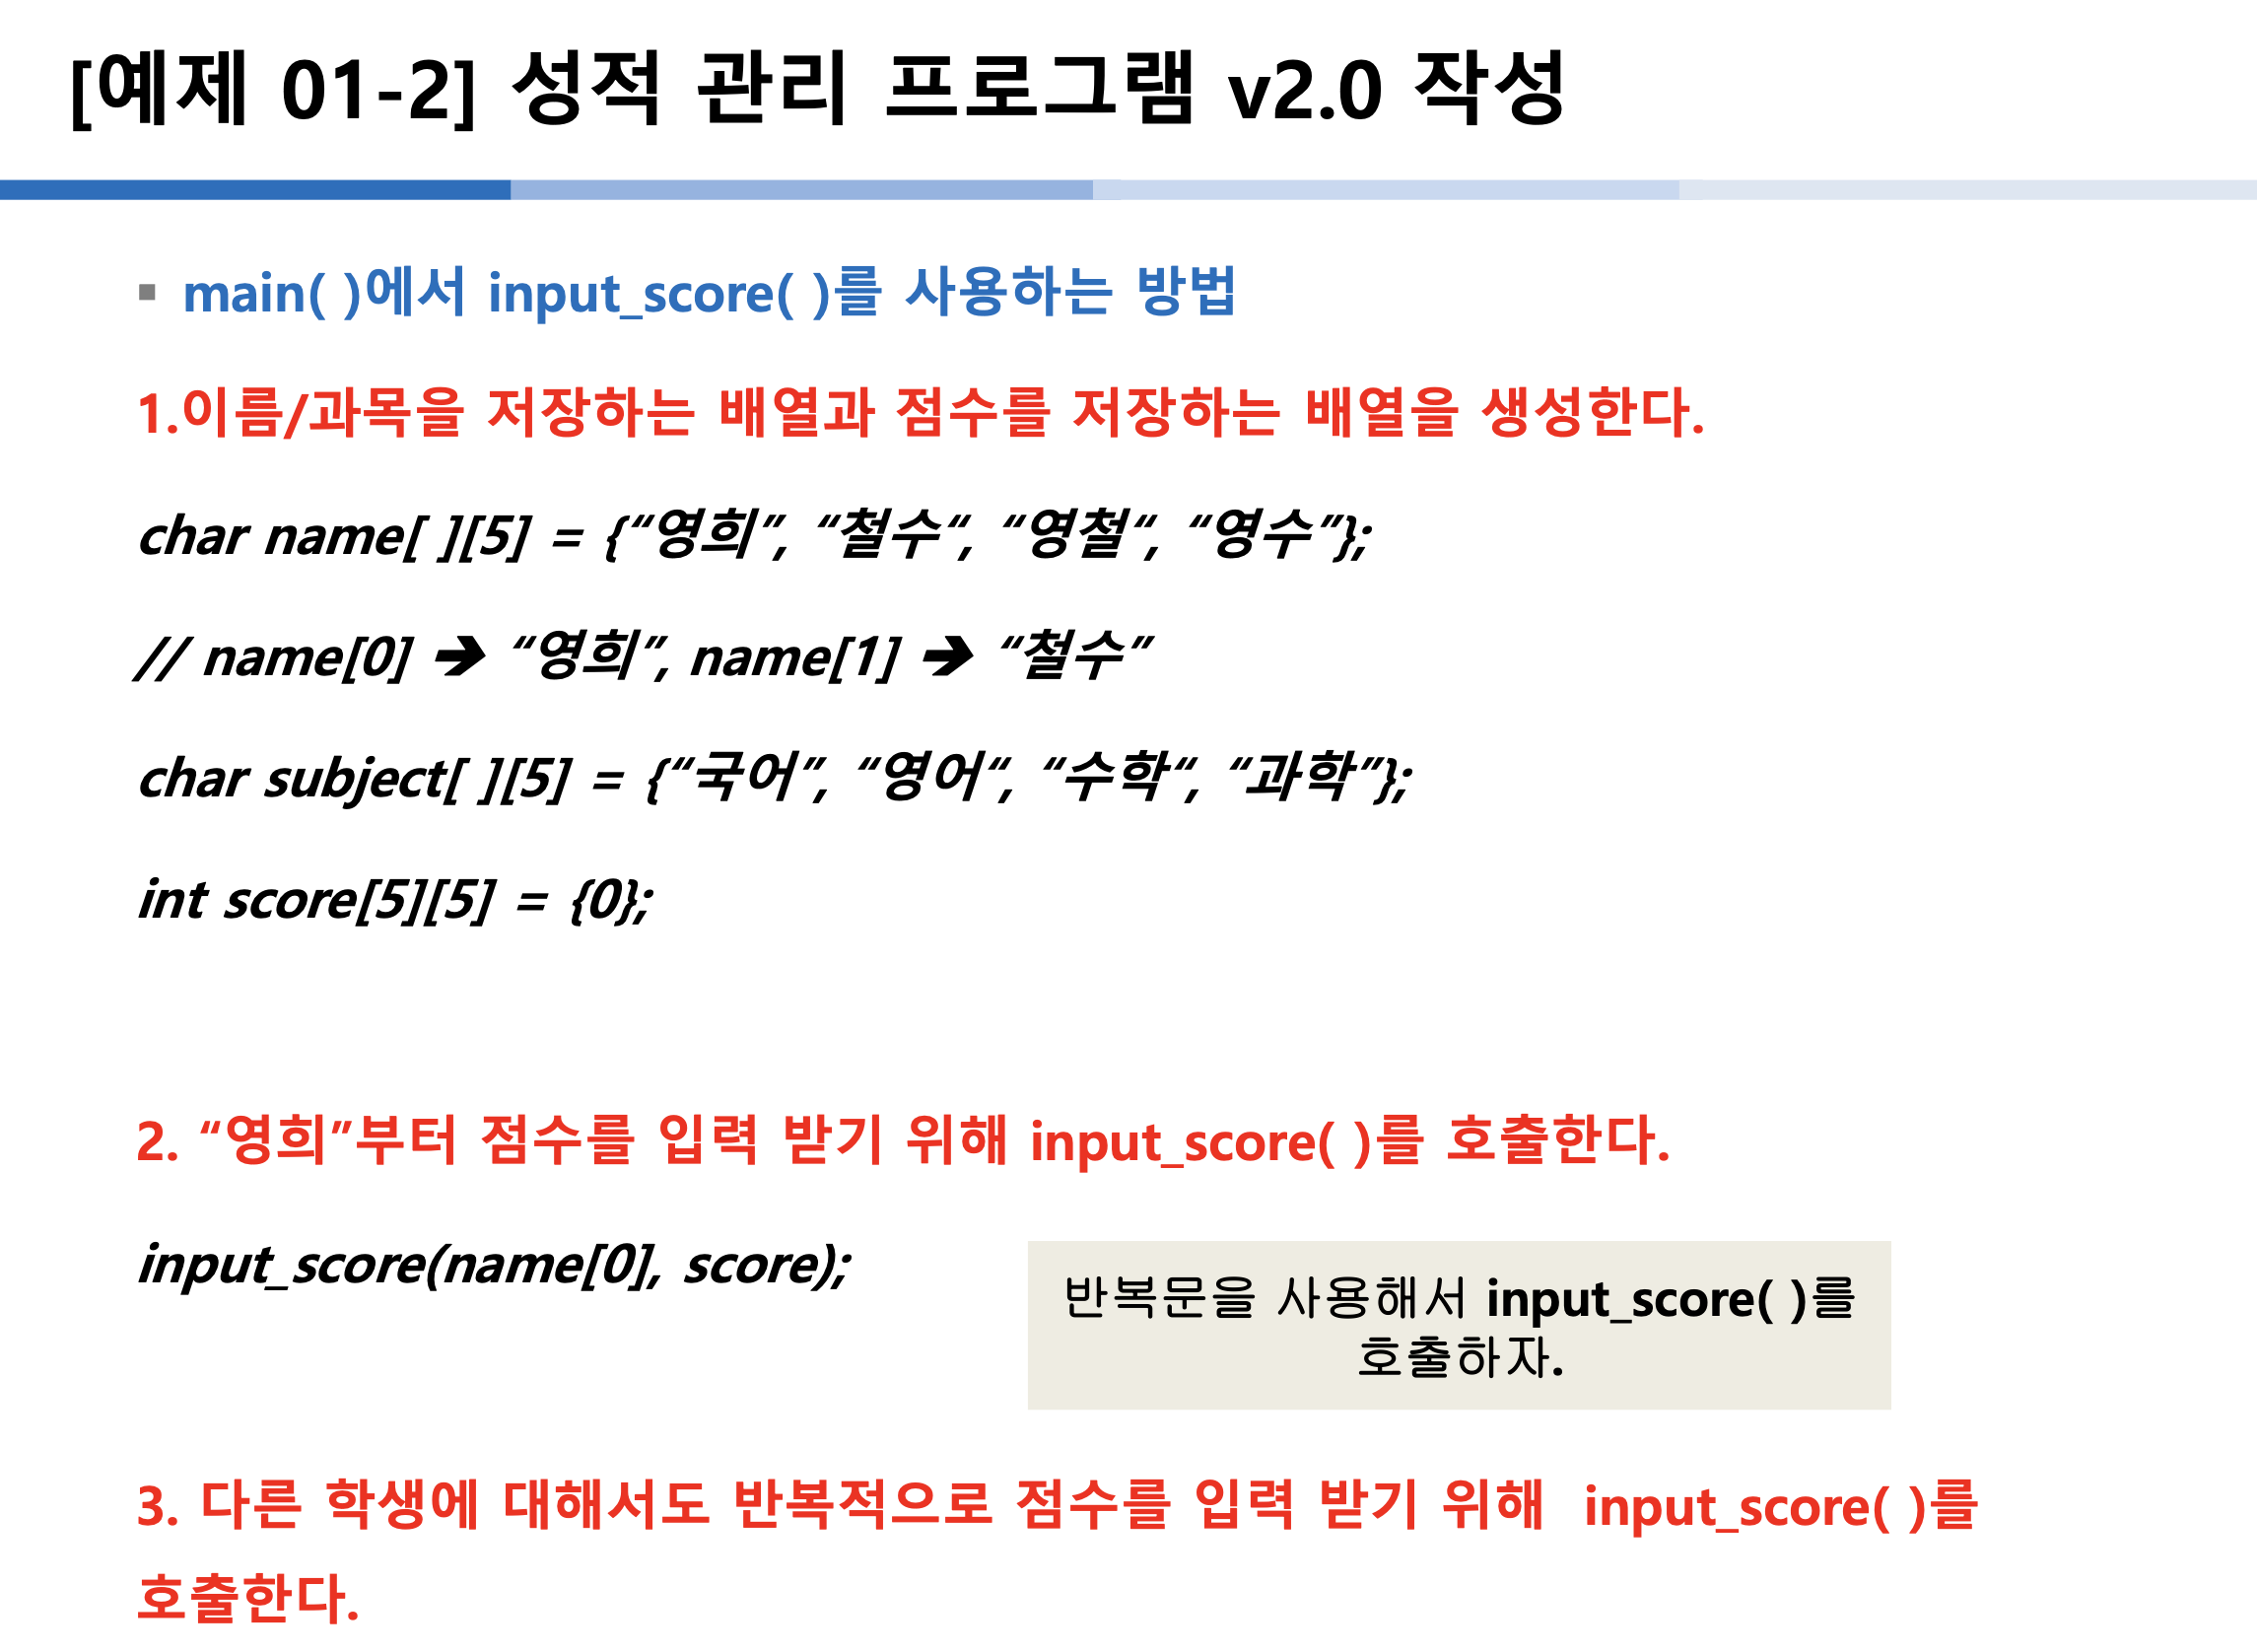 [예제 01-2] 성적 관리 프로그램 v2.0 작성
▪ main( )에서 input_score( )를 사용하는 방법
1.이름/과목을 저장하는 배열과 점수를 저장하는 배열을 생성한다.
char name[ ][5] = {“영희”, “철수“, “영철”, “영수”};
// name[0] ➔ “영희”, name[1] ➔ “철수”
char subject[ ][5] = {“국어”, “영어“, “수학“, “과학”};
int score[5][5] = {0};
2. “영희”부터 점수를 입력 받기 위해 input_score( )를 호출한다.
input_score(name[0], score);
반복문을 사용해서 input_score( )를
호출하자.
3. 다른 학생에 대해서도 반복적으로 점수를 입력 받기 위해 input_score( )를
호출한다.